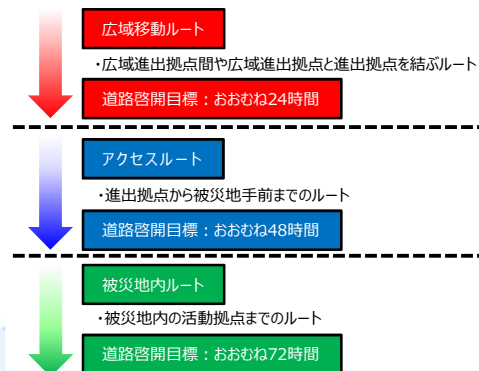 広域移動ルート
・広域進出拠点間や広域進出拠点と進出拠点を結ぶルート
道路啓開目標：おおむね24時間
アクセスルート
・進出拠点から被災地手前までのルート
道路啓開目標：おおむね48時間
被災地内ルート
・被災地内の活動拠点までのルート
道路啓開目標：おおむね72時間